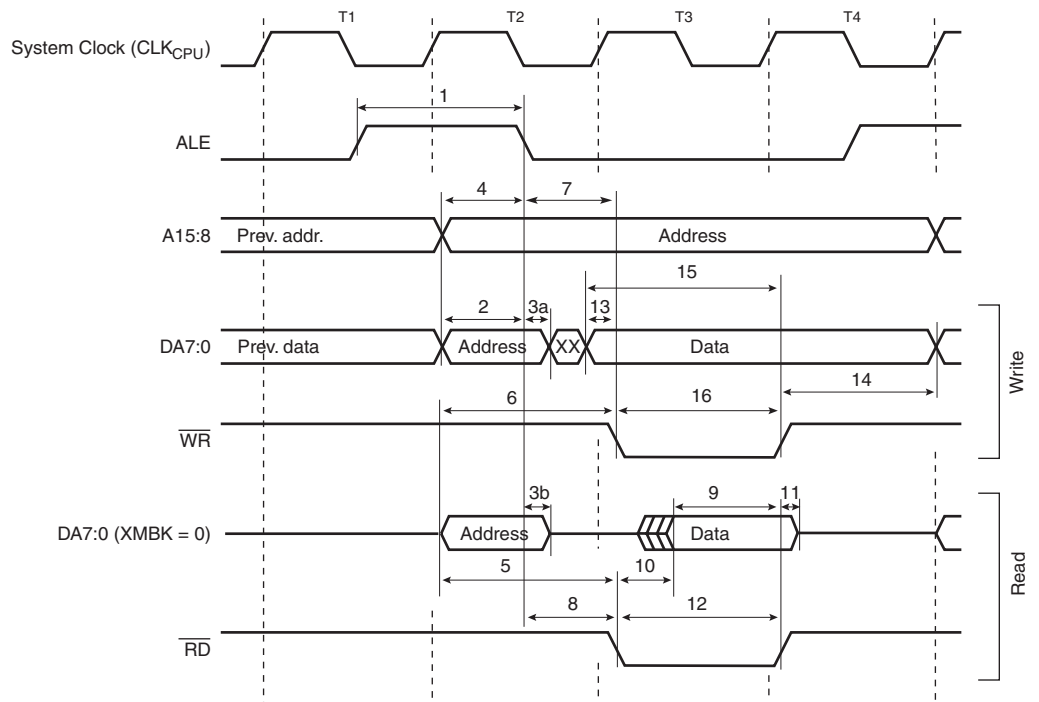 T1 T2 T3 T4
System Clock (CLKCPU)
1
ALE
4 7
A15:8 Prev. addr. Address
15
2 3a 13
DA7:0 Prev. data Address XX Data
14
6 16
WR
Write
3b 9 11
DA7:0 (XMBK = 0) Address Data
5 10
8 12
RD
Read